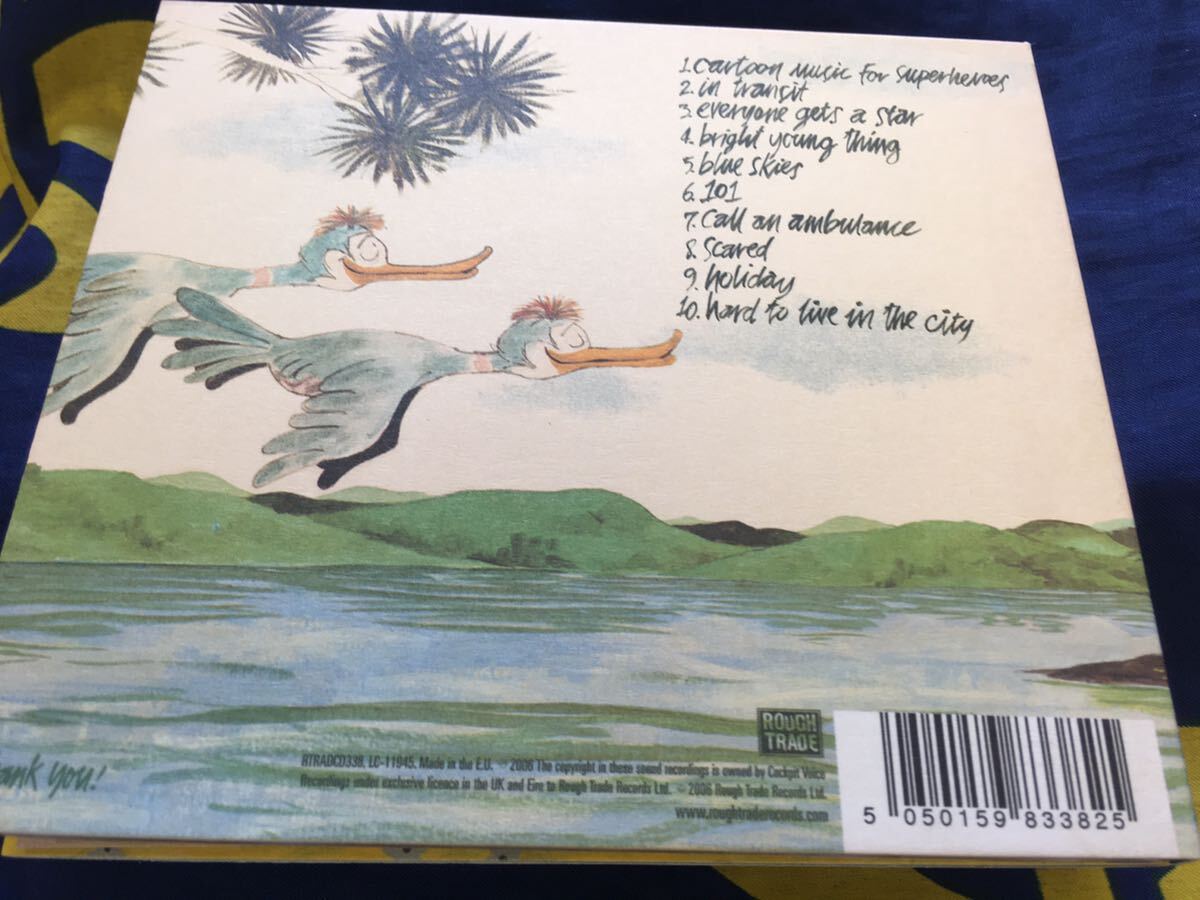 1. cartoon music for superheroes
2. in transit
3. everyone gets a star
4. bright young thing
5. blue skies
6. 101
7. Call an ambulance
8. Scared
9. holiday
10. hard to live in the city
ROUGH
TRADE
RTRADCD338. LC-11945. Made in the E.U. ℗ 2006 The copyright in these sound recordings is owned by Cockpit Voice
Recordings under exclusive licence in the UK and Eire to Rough Trade Records Ltd. © 2006 Rough Trade Records Ltd.
www.roughtraderecords.com
you!
5 050159 833825